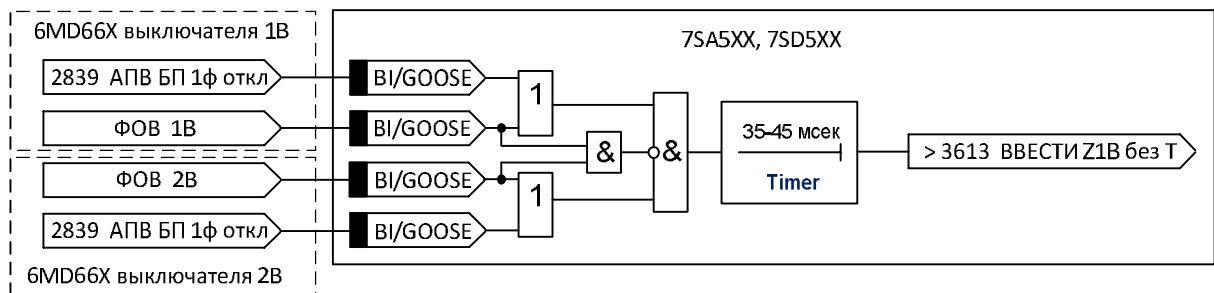 6MD66X выключателя 1В
7SA5XX, 7SD5XX
2839 АПВ БП 1ф откл
BI/GOOSE
1
ФОВ 1В
BI/GOOSE
&
&
35-45 мсек
Timer
> 3613 ВВЕСТИ Z1B без T
ФОВ 2В
BI/GOOSE
1
2839 АПВ БП 1ф откл
BI/GOOSE
6MD66X выключателя 2В